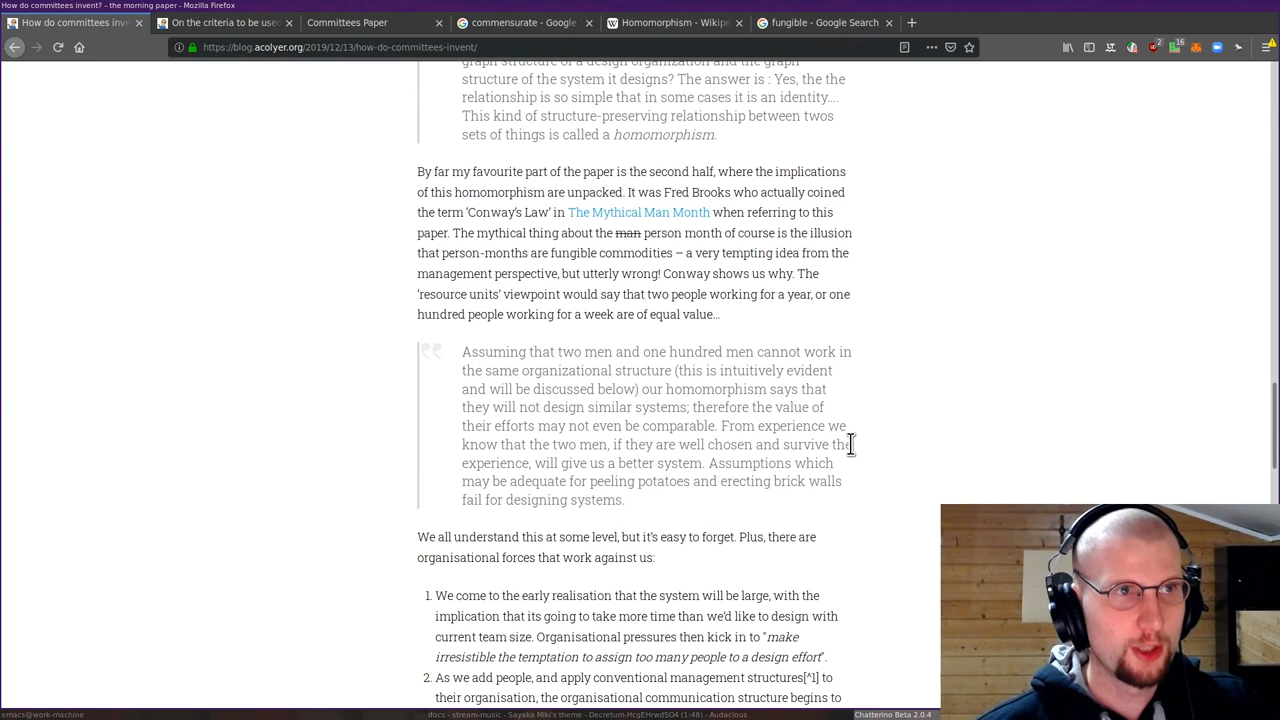 How do committees invent? – the morning paper - Mozilla Firefox
How do committees inve
On the criteria to be used
Committees Paper
commensurate - Google
Homomorphism - Wikipe
fungible - Google Search
https://blog.acolyer.org/2019/12/13/how-do-committees-invent/
2
16
graph structure of a design organization and the graph
structure of the system it designs? The answer is : Yes, the the
relationship is so simple that in some cases it is an identity….
This kind of structure-preserving relationship between twos
sets of things is called a homomorphism.
By far my favourite part of the paper is the second half, where the implications
of this homomorphism are unpacked. It was Fred Brooks who actually coined
the term ‘Conway’s Law’ in The Mythical Man Month when referring to this
paper. The mythical thing about the man person month of course is the illusion
that person-months are fungible commodities – a very tempting idea from the
management perspective, but utterly wrong! Conway shows us why. The
‘resource units’ viewpoint would say that two people working for a year, or one
hundred people working for a week are of equal value…
Assuming that two men and one hundred men cannot work in
the same organizational structure (this is intuitively evident
and will be discussed below) our homomorphism says that
they will not design similar systems; therefore the value of
their efforts may not even be comparable. From experience we
know that the two men, if they are well chosen and survive the
experience, will give us a better system. Assumptions which
may be adequate for peeling potatoes and erecting brick walls
fail for designing systems.
We all understand this at some level, but it’s easy to forget. Plus, there are
organisational forces that work against us:
1. We come to the early realisation that the system will be large, with the
implication that its going to take more time than we’d like to design with
current team size. Organisational pressures then kick in to "make
irresistible the temptation to assign too many people to a design effort".
2. As we add people, and apply conventional management structures[^1] to
their organisation, the organisational communication structure begins to
emacs@work-machine
docs - stream-music - Sayaka Miki's theme - Decretum-HcgEHrwdSO4 (1:48) - Audacious
Chatterino Beta 2.0.4